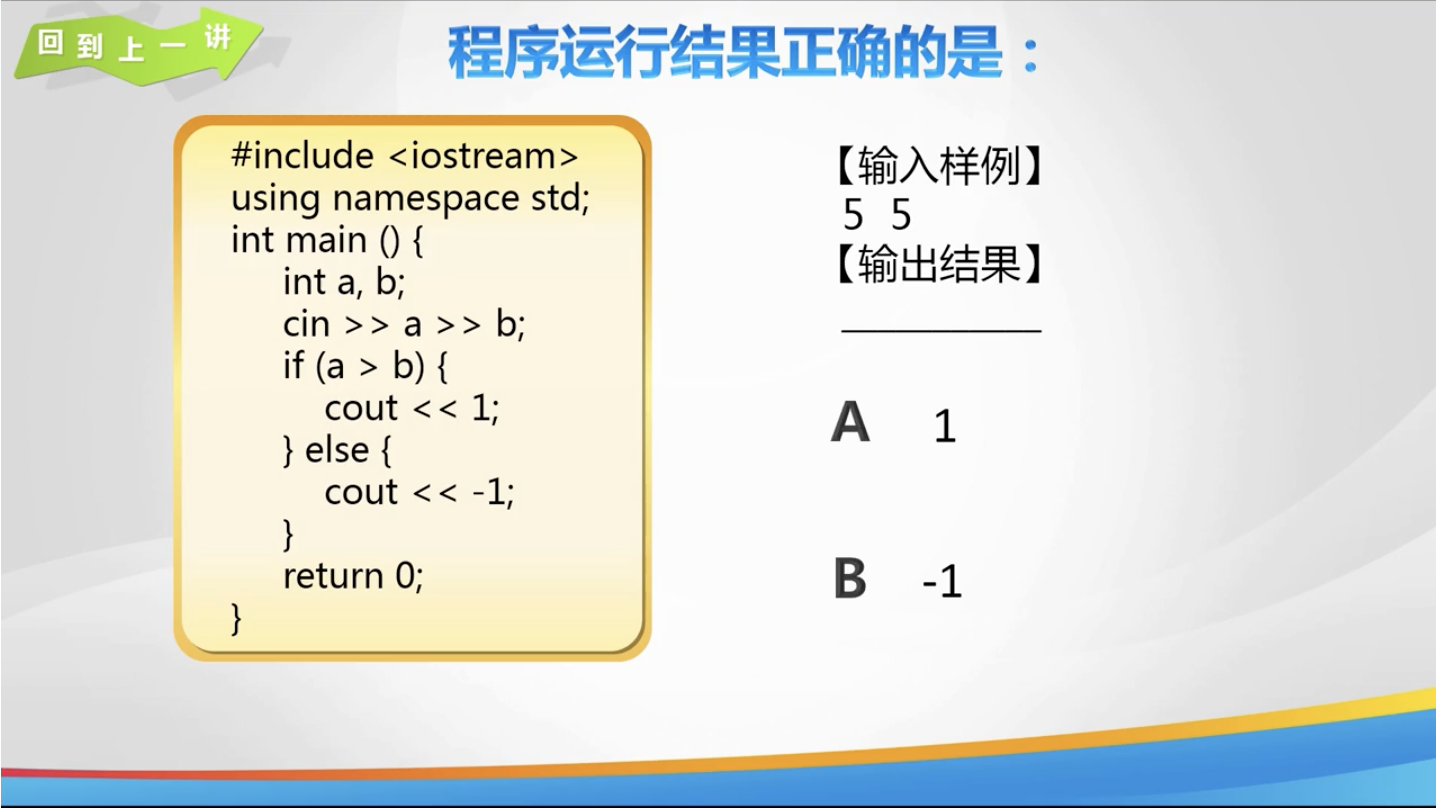 回到上一讲
程序运行结果正确的是：
#include <iostream>
using namespace std;
int main () {
int a, b;
cin >> a >> b;
if (a > b) {
cout << 1;
} else {
cout << -1;
}
return 0;
}
【输入样例】
5 5
【输出结果】
__________
A 1
B -1